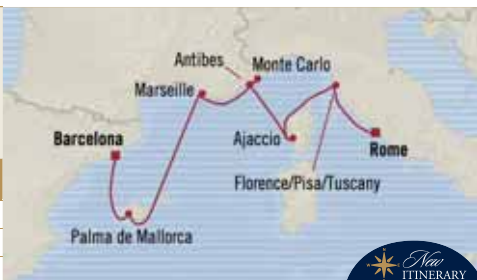 Antibes
Monte Carlo
Marseille
Barcelona
Ajaccio
Rome
Florence/Pisa/Tuscany
Palma de Mallorca
New
ITINERARY